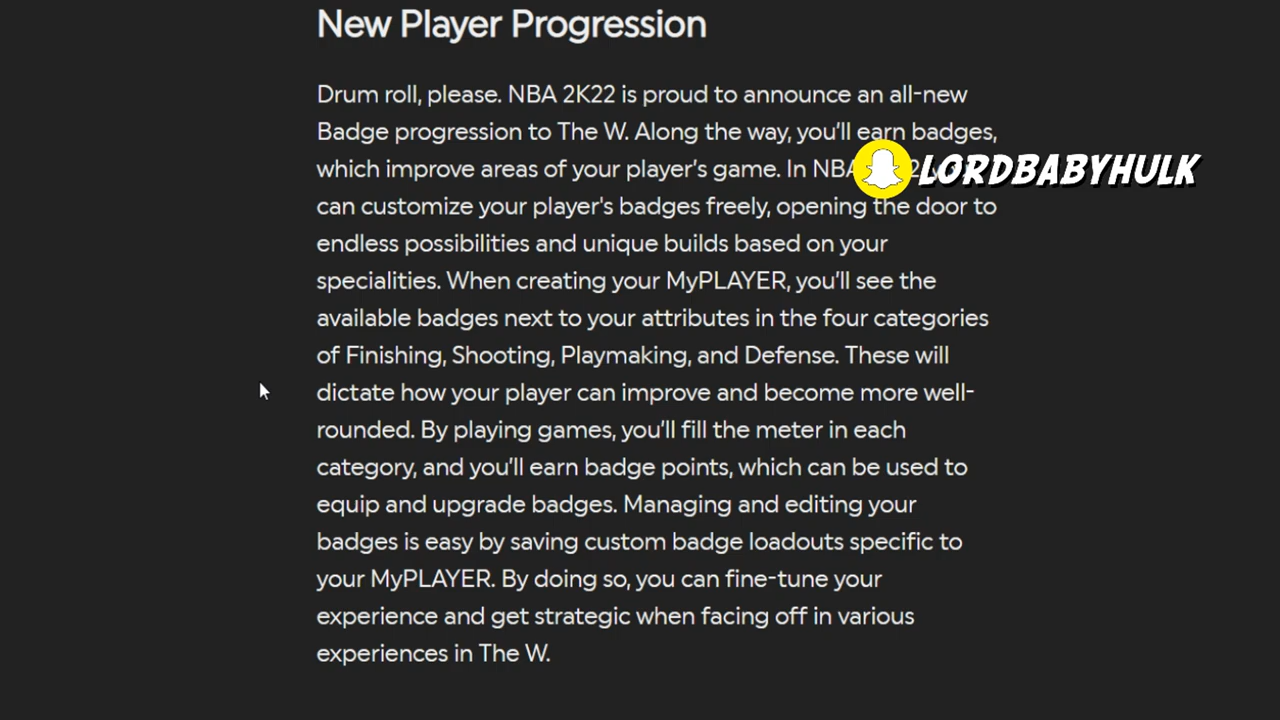 New Player Progression
Drum roll, please. NBA 2K22 is proud to announce an all-new
Badge progression to The W. Along the way, you'll earn badges,
which improve areas of your player's game. In NBA
LORDBABYHULK
can customize your player's badges freely, opening the door to
endless possibilities and unique builds based on your
specialities. When creating your MyPLAYER, you'll see the
available badges next to your attributes in the four categories
of Finishing, Shooting, Playmaking, and Defense. These will
dictate how your player can improve and become more well-
rounded. By playing games, you'll fill the meter in each
category, and you'll earn badge points, which can be used to
equip and upgrade badges. Managing and editing your
badges is easy by saving custom badge loadouts specific to
your MyPLAYER. By doing so, you can fine-tune your
experience and get strategic when facing off in various
experiences in The W.